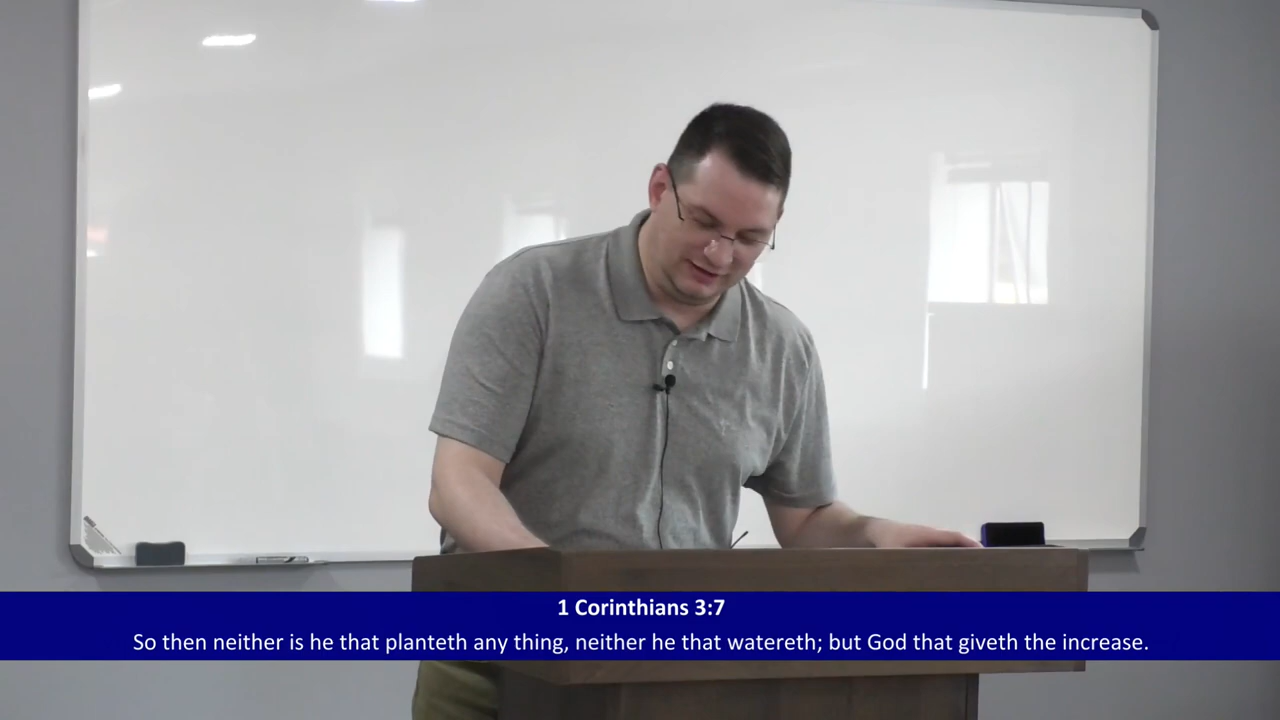 1 Corinthians 3:7
So then neither is he that planteth any thing, neither he that watereth; but God that giveth the increase.